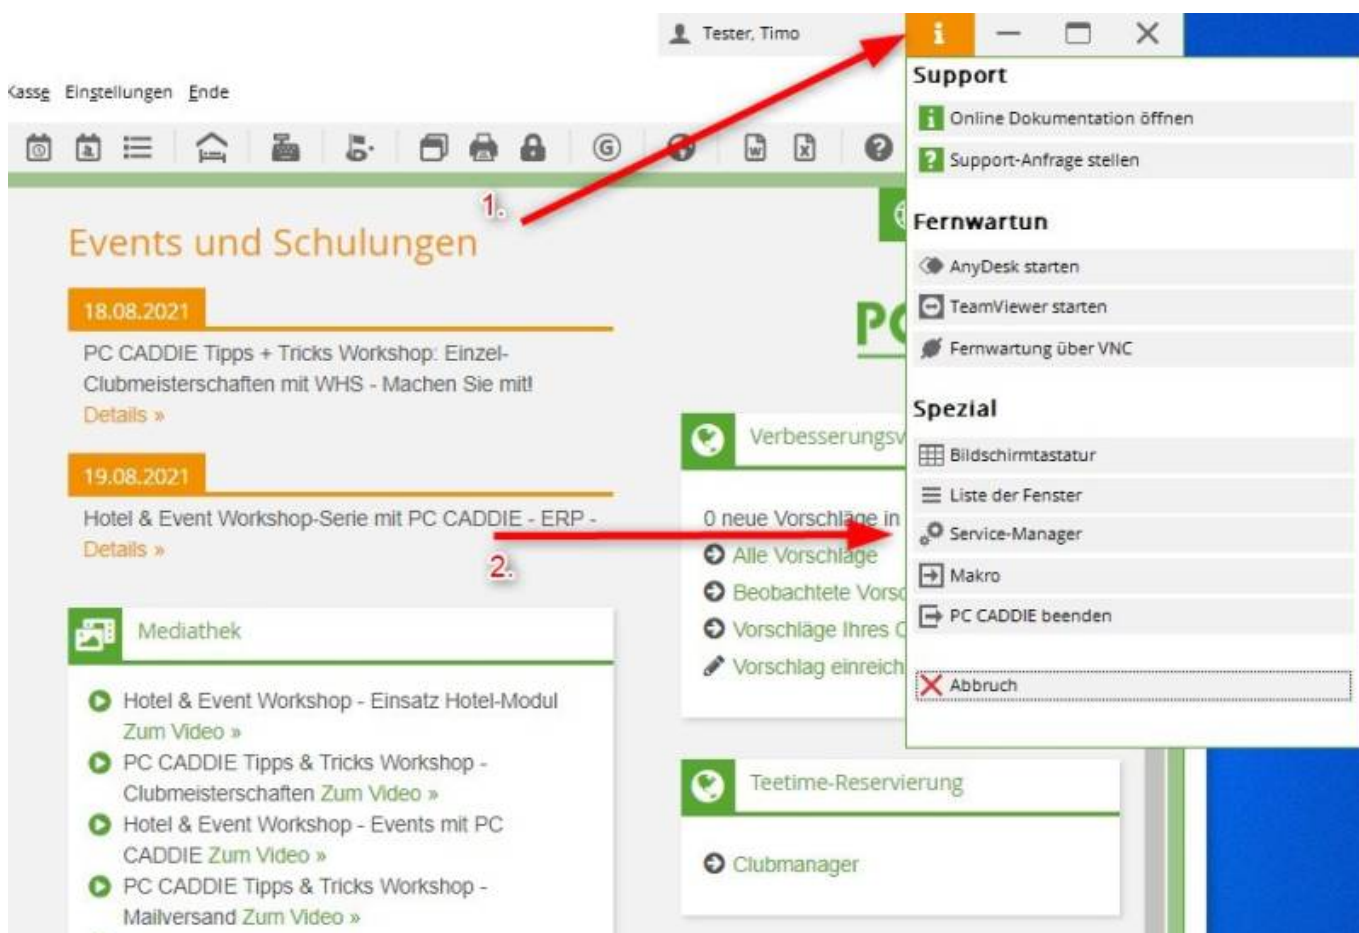 Tester, Timo
i
Kasse Einstellungen Ende
G
W
X
?
1.
Events und Schulungen
18.08.2021
PC CADDIE Tipps + Tricks Workshop: Einzel-
Clubmeisterschaften mit WHS - Machen Sie mit!
Details »
19.08.2021
Hotel & Event Workshop-Serie mit PC CADDIE - ERP -
Details »
2.
Mediathek
Hotel & Event Workshop - Einsatz Hotel-Modul
Zum Video »
PC CADDIE Tipps & Tricks Workshop -
Clubmeisterschaften Zum Video »
Hotel & Event Workshop - Events mit PC
CADDIE Zum Video »
PC CADDIE Tipps & Tricks Workshop -
Mailversand Zum Video »
PC
Verbesserungsv
0 neue Vorschläge in
Alle Vorschläge
Beobachtete Vorsc
Vorschläge Ihres C
Vorschlag einreich
Teetime-Reservierung
Clubmanager
Support
i Online Dokumentation öffnen
? Support-Anfrage stellen
Fernwartun
AnyDesk starten
TeamViewer starten
Fernwartung über VNC
Spezial
Bildschirmtastatur
Liste der Fenster
Service-Manager
Makro
PC CADDIE beenden
Abbruch